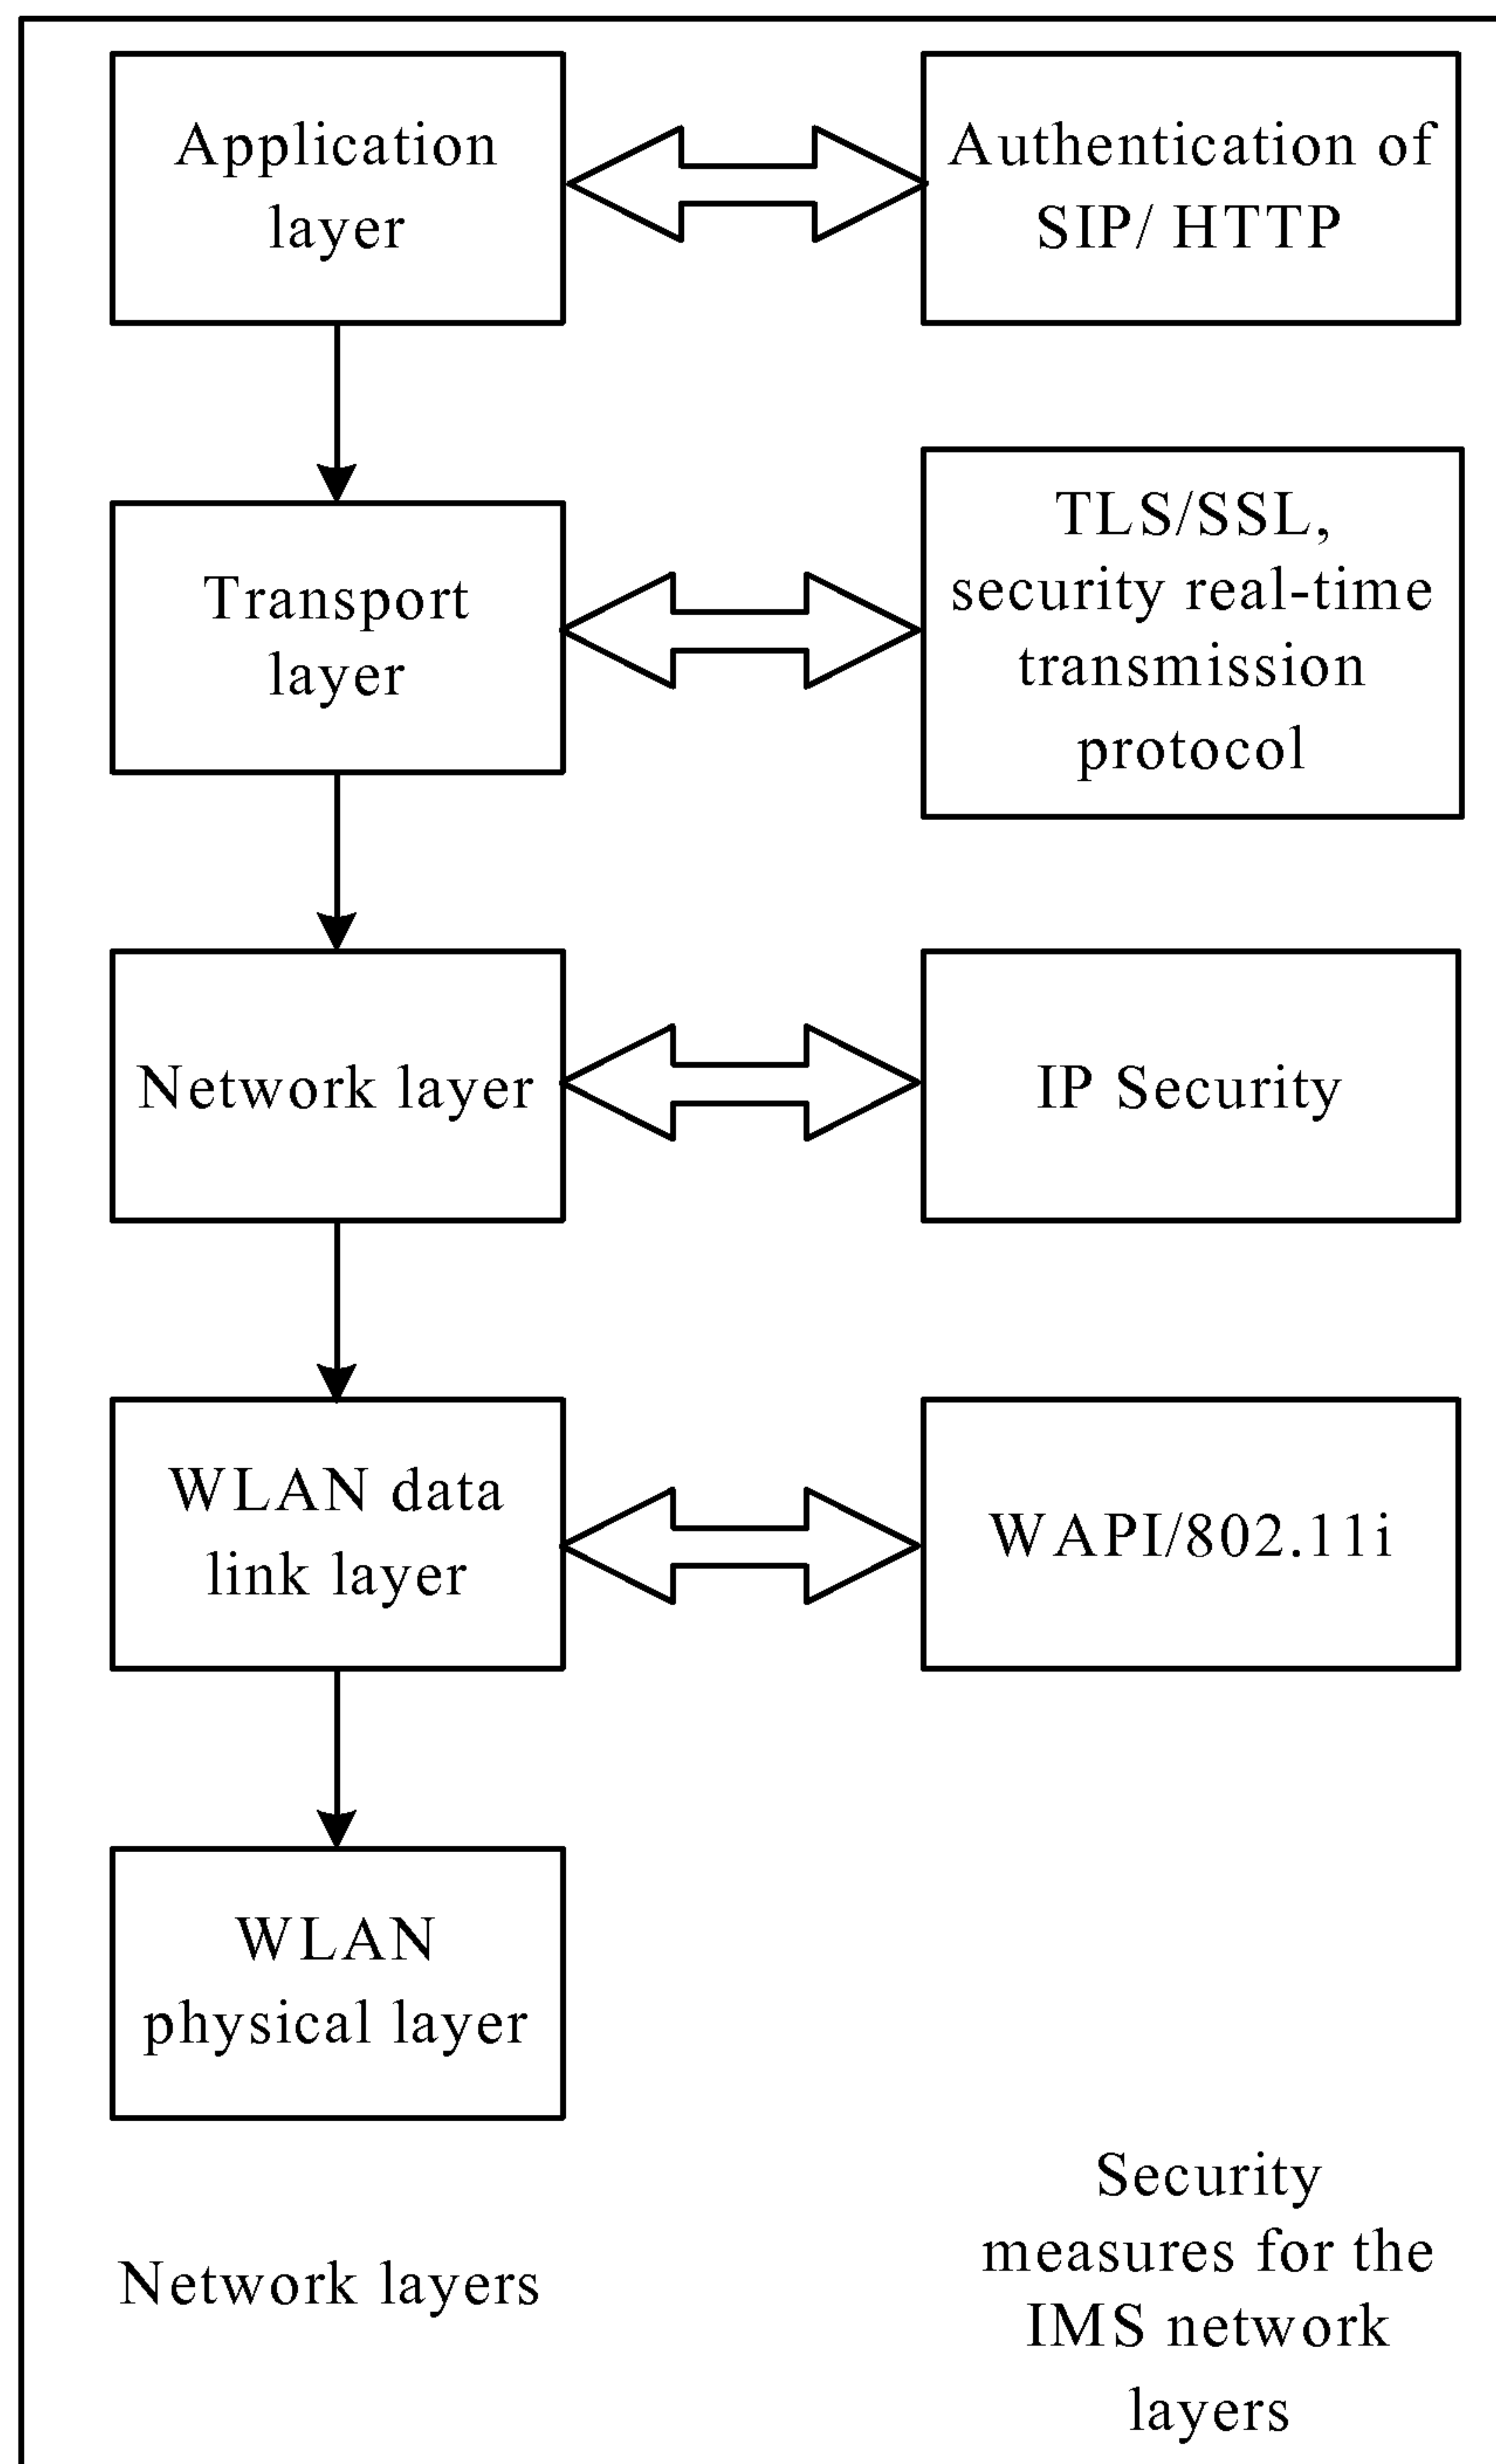 Application
layer
Authentication of
SIP/ HTTP
Transport
layer
TLS/SSL,
security real-time
transmission
protocol
Network layer
IP Security
WLAN data
link layer
WAPI/802.11i
WLAN
physical layer
Network layers
Security
measures for the
IMS network
layers